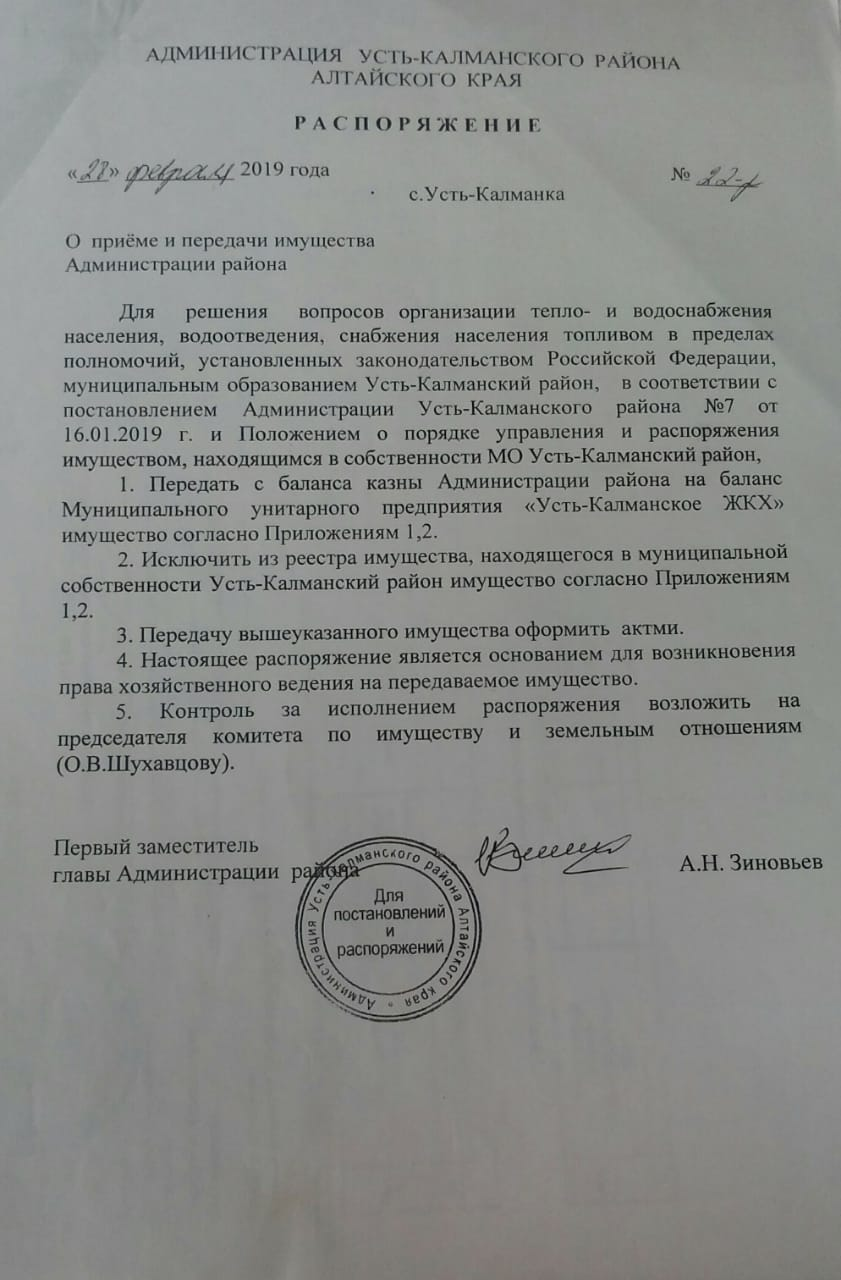 АДМИНИСТРАЦИЯ УСТЬ-КАЛМАНСКОГО РАЙОНА
АЛТАЙСКОГО КРАЯ
РАСПОРЯЖЕНИЕ
«28» февраля 2019 года № 22-р
с.Усть-Калманка
О приёме и передачи имущества
Администрации района
Для решения вопросов организации тепло- и водоснабжения
населения, водоотведения, снабжения населения топливом в пределах
полномочий, установленных законодательством Российской Федерации,
муниципальным образованием Усть-Калманский район, в соответствии с
постановлением Администрации Усть-Калманского района №7 от
16.01.2019 г. и Положением о порядке управления и распоряжения
имуществом, находящимся в собственности МО Усть-Калманский район,
1. Передать с баланса казны Администрации района на баланс
Муниципального унитарного предприятия «Усть-Калманское ЖКХ»
имущество согласно Приложениям 1,2.
2. Исключить из реестра имущества, находящегося в муниципальной
собственности Усть-Калманский район имущество согласно Приложениям
1,2.
3. Передачу вышеуказанного имущества оформить актми.
4. Настоящее распоряжение является основанием для возникновения
права хозяйственного ведения на передаваемое имущество.
5. Контроль за исполнением распоряжения возложить на
председателя комитета по имуществу и земельным отношениям
(О.В.Шухавцову).
Первый заместитель
главы Администрации района А.Н. Зиновьев
Администрация Усть-Калманского района Алтайского края
Для
постановлений
и
распоряжений